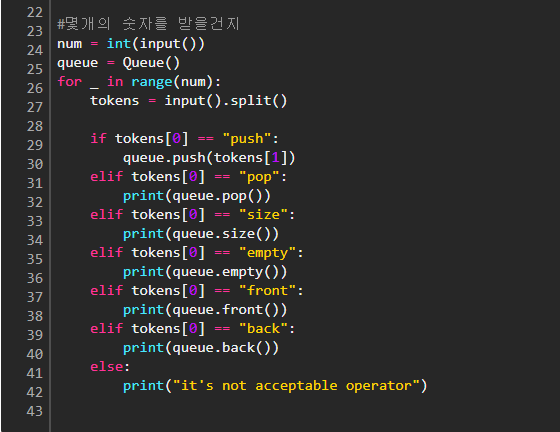 22
23 #몇개의 숫자를 받을건지
24 num = int(input())
25 queue = Queue()
26 for _ in range(num):
27     tokens = input().split()
28
29     if tokens[0] == "push":
30         queue.push(tokens[1])
31     elif tokens[0] == "pop":
32         print(queue.pop())
33     elif tokens[0] == "size":
34         print(queue.size())
35     elif tokens[0] == "empty":
36         print(queue.empty())
37     elif tokens[0] == "front":
38         print(queue.front())
39     elif tokens[0] == "back":
40         print(queue.back())
41     else:
42         print("it's not acceptable operator")
43